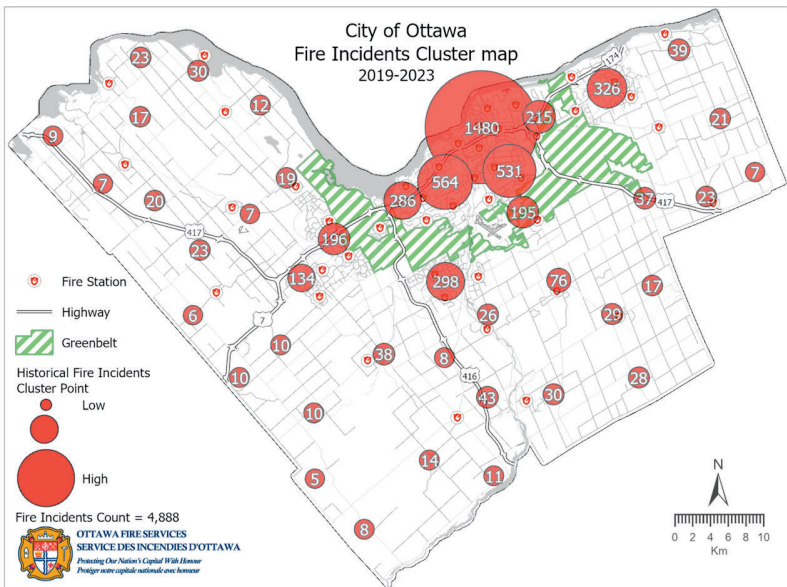 City of Ottawa
Fire Incidents Cluster map
2019-2023
23
30
39
326
174
12
17
215
1480
21
9
7
19
564
531
7
20
7
286
195
37
23
417
417
23
196
134
298
76
17
6
7
26
29
10
38
8
10
416
43
30
28
10
14
11
5
8
Fire Station
Highway
Greenbelt
Historical Fire Incidents
Cluster Point
Low
High
Fire Incidents Count = 4,888
OTTAWA FIRE SERVICES
SERVICE DES INCENDIES D'OTTAWA
Protecting Our Nation's Capital With Honour
Protéger notre capitale nationale avec honneur
N
0 2 4 6 8 10
Km